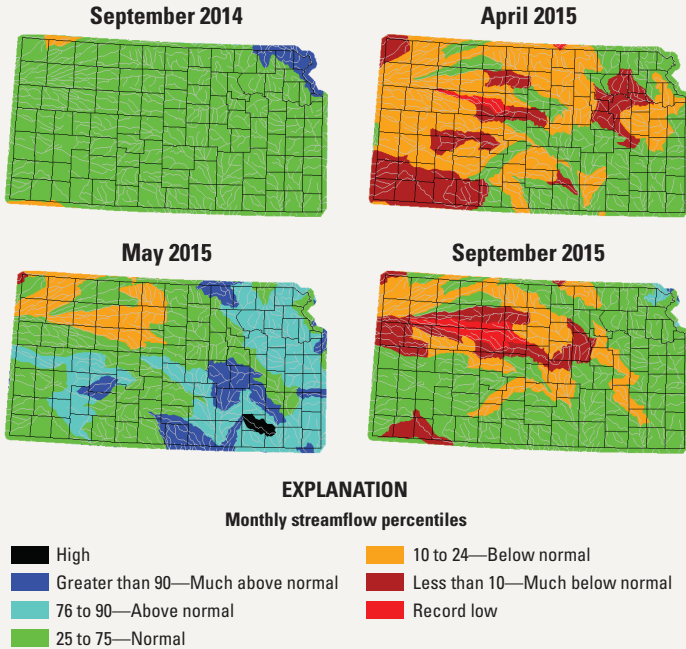 September 2014
April 2015
May 2015
September 2015
EXPLANATION
Monthly streamflow percentiles
High
Greater than 90—Much above normal
76 to 90—Above normal
25 to 75—Normal
10 to 24—Below normal
Less than 10—Much below normal
Record low